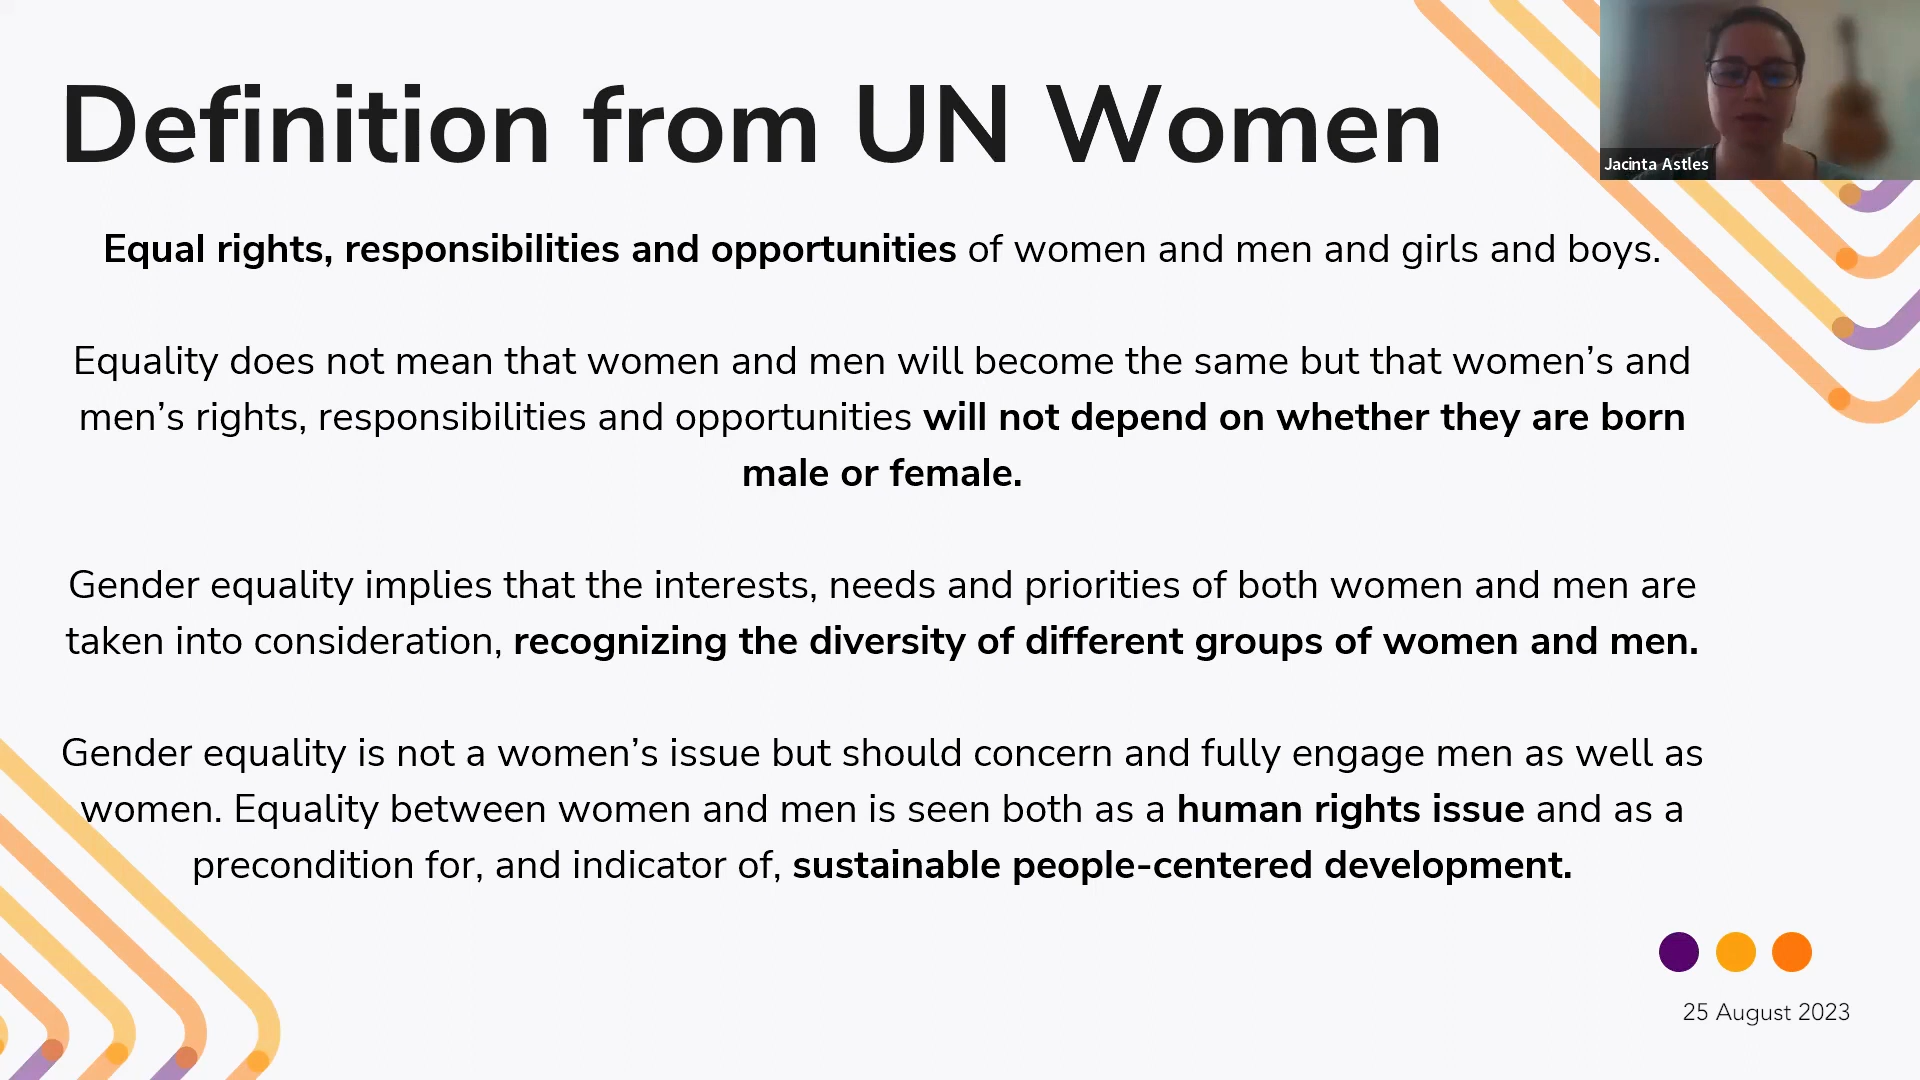 Definition from UN Women
Jacinta Astles
Equal rights, responsibilities and opportunities of women and men and girls and boys.
Equality does not mean that women and men will become the same but that women’s and
men’s rights, responsibilities and opportunities will not depend on whether they are born
male or female.
Gender equality implies that the interests, needs and priorities of both women and men are
taken into consideration, recognizing the diversity of different groups of women and men.
Gender equality is not a women’s issue but should concern and fully engage men as well as
women. Equality between women and men is seen both as a human rights issue and as a
precondition for, and indicator of, sustainable people-centered development.
25 August 2023